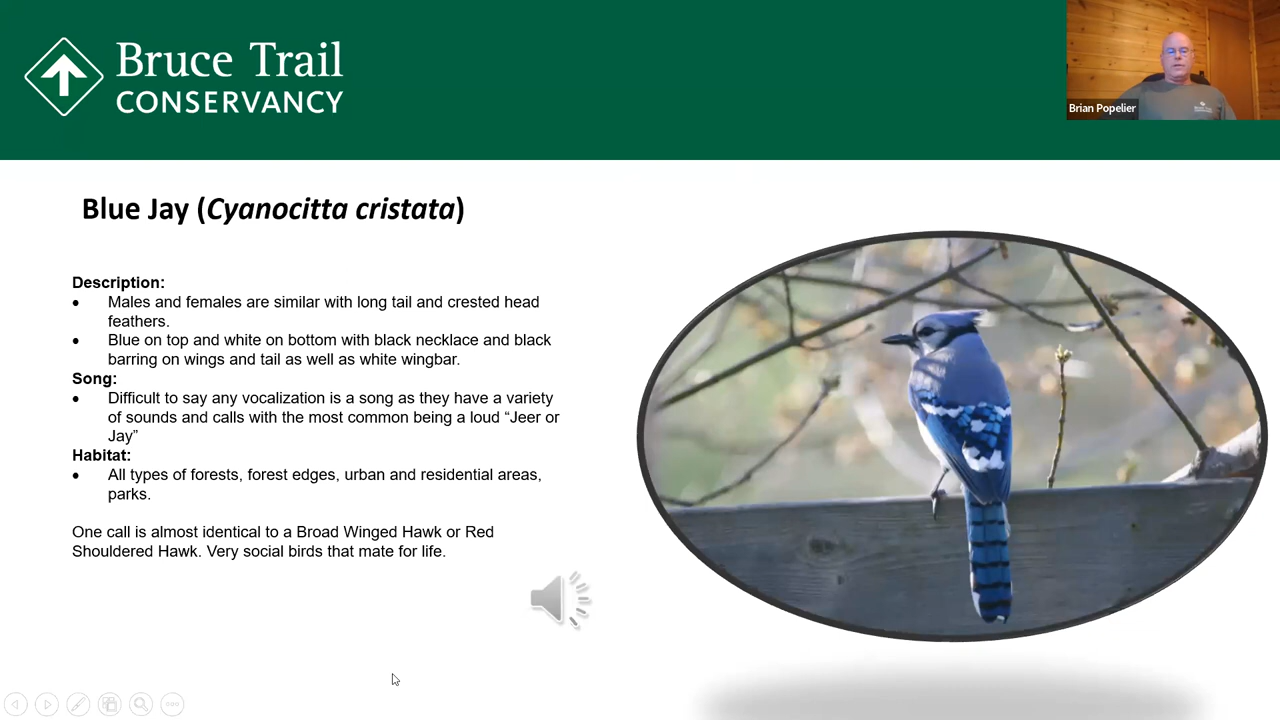 Bruce Trail
CONSERVANCY
Brian Popelier
Blue Jay (Cyanocitta cristata)
Description:
• Males and females are similar with long tail and crested head
feathers.
• Blue on top and white on bottom with black necklace and black
barring on wings and tail as well as white wingbar.
Song:
• Difficult to say any vocalization is a song as they have a variety
of sounds and calls with the most common being a loud “Jeer or
Jay”
Habitat:
• All types of forests, forest edges, urban and residential areas,
parks.
One call is almost identical to a Broad Winged Hawk or Red
Shouldered Hawk. Very social birds that mate for life.